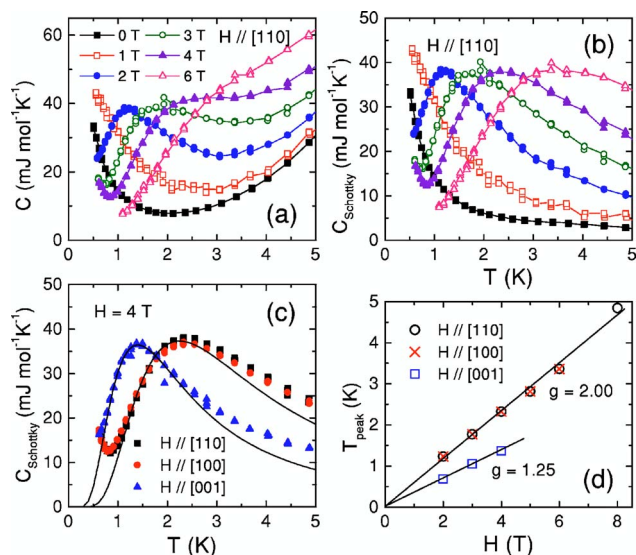 H // [110]
0 T 3 T
1 T 4 T
2 T 6 T
C (mJ mol⁻¹K⁻¹)
60
50
40
30
20
10
0 1 2 3 4 5
(a)
H // [110]
(b)
C_Schottky (mJ mol⁻¹K⁻¹)
50
40
30
20
10
0
0 1 2 3 4 5
T (K)
H = 4 T
(c)
C_Schottky (mJ mol⁻¹K⁻¹)
50
40
30
20
10
0
H // [110]
H // [100]
H // [001]
0 1 2 3 4 5
T (K)
H // [110]
H // [100]
H // [001]
T_peak (K)
5
4
3
2
1
0
g = 2.00
g = 1.25
(d)
0 2 4 6 8
H (T)